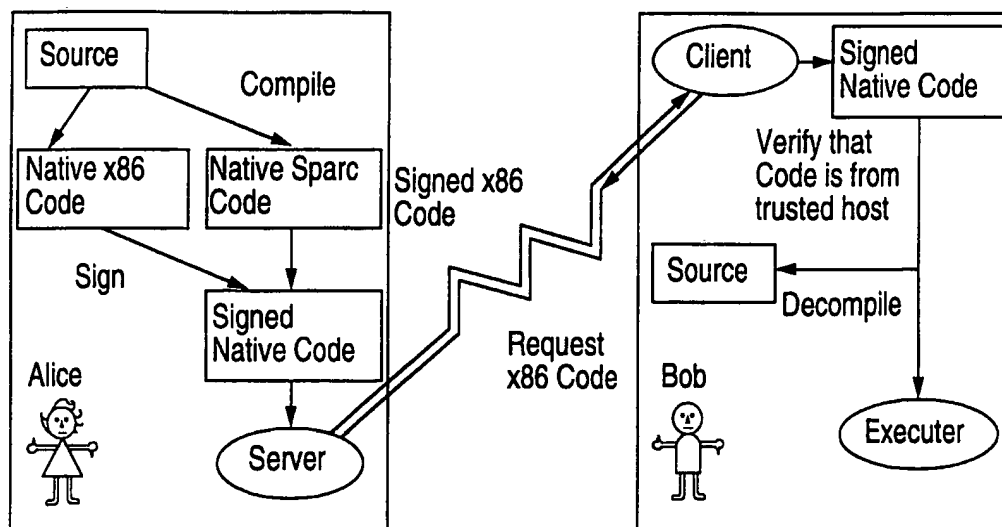 Source
Compile
Native x86
Code
Native Sparc
Code
Sign
Signed
Native Code
Alice
Server
Signed x86
Code
Request
x86 Code
Client
Signed
Native Code
Verify that
Code is from
trusted host
Source
Decompile
Bob
Executer